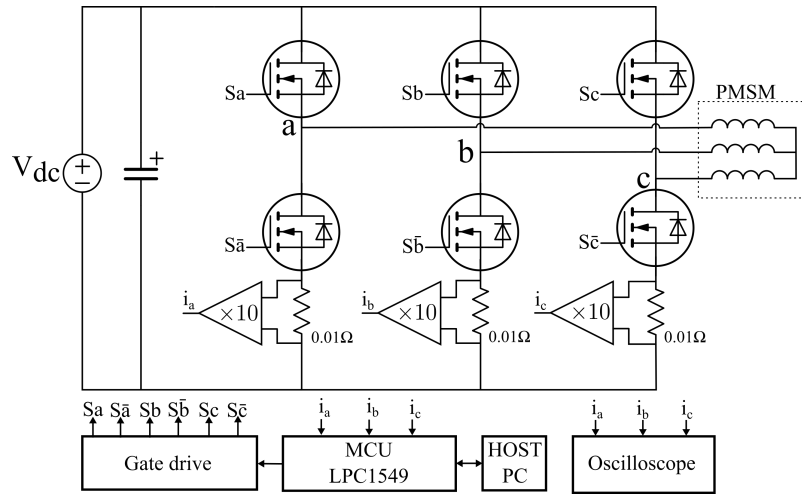 Sa
Sb
Sc
PMSM
a
b
c
Vdc
+
+
−
Sā
Sb̄
Sc̄
ia
×10
0.01Ω
ib
×10
0.01Ω
ic
×10
0.01Ω
Sa Sā Sb Sb̄ Sc Sc̄
ia ib ic
ia ib ic
Gate drive
MCU
LPC1549
HOST
PC
Oscilloscope